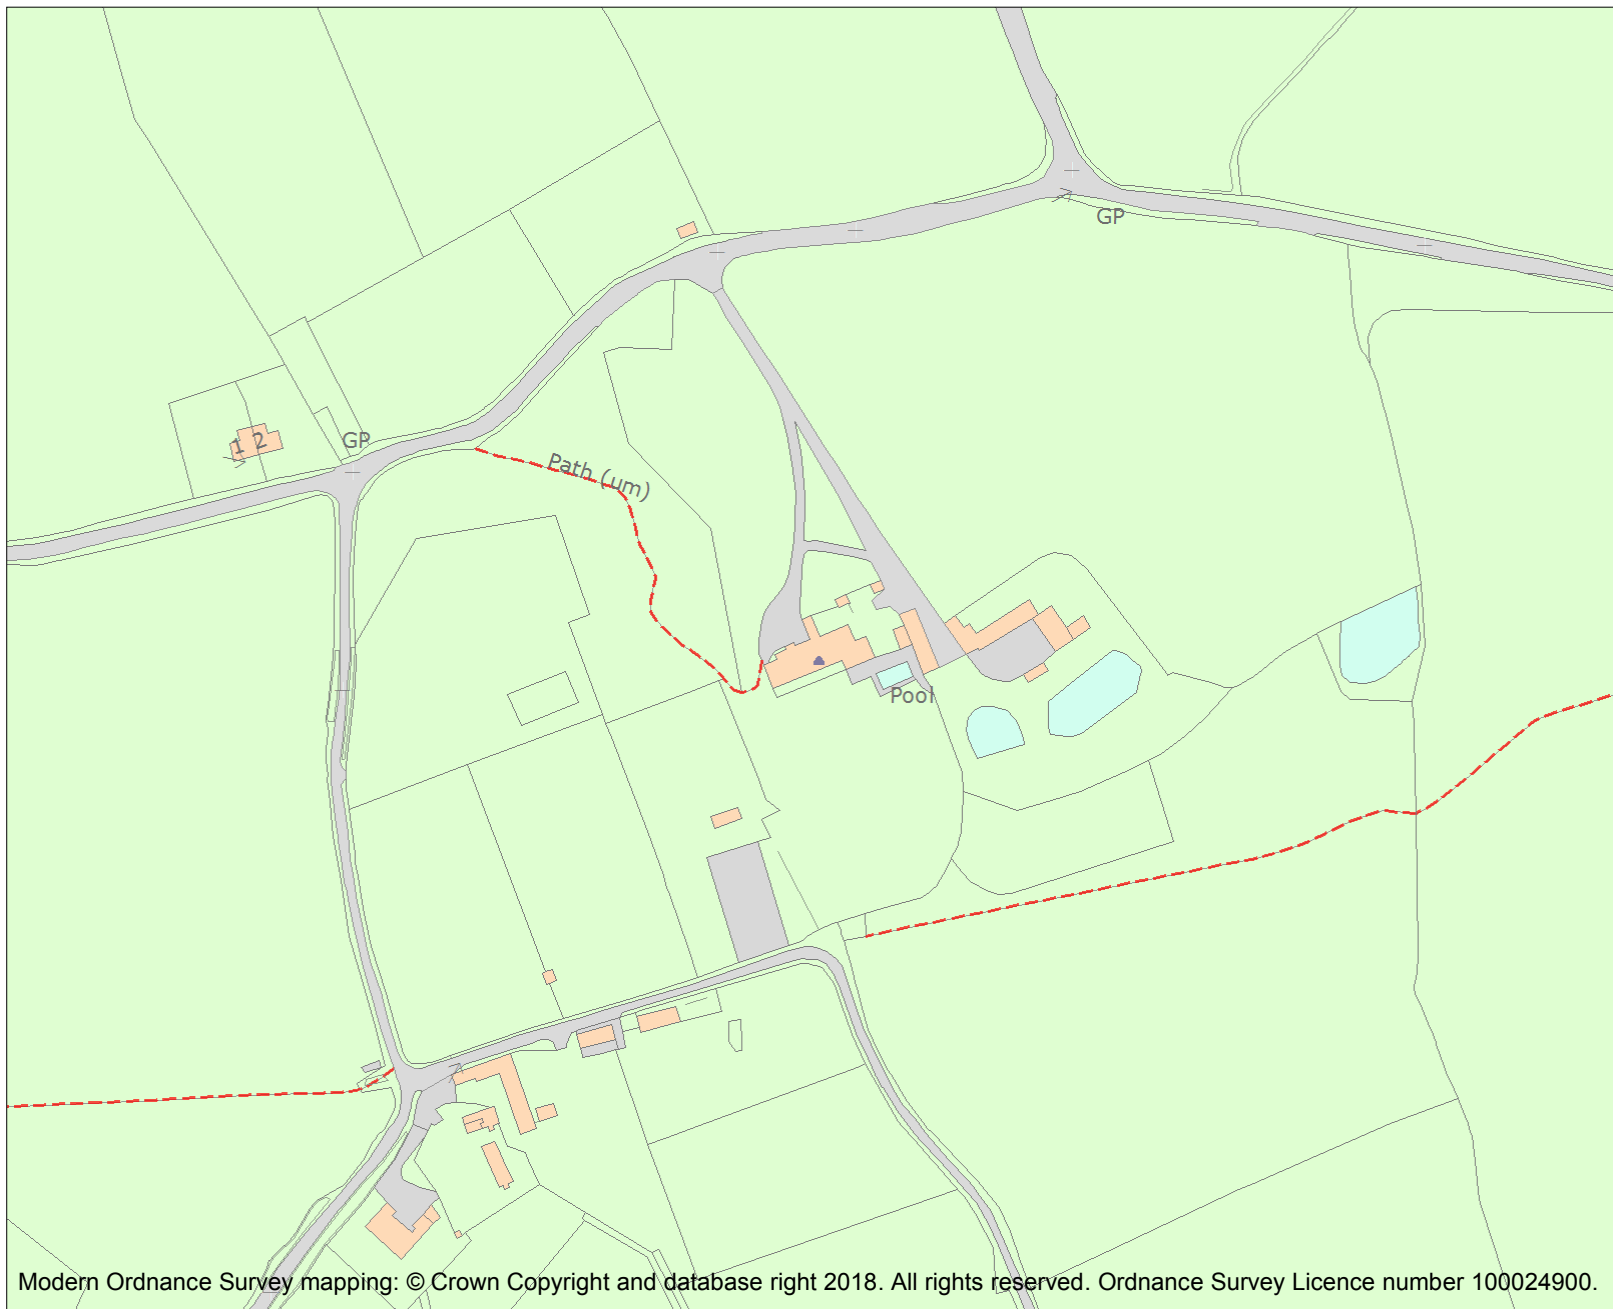 GP
GP
1 2
Path (um)
Pool
Modern Ordnance Survey mapping: © Crown Copyright and database right 2018. All rights reserved. Ordnance Survey Licence number 100024900.